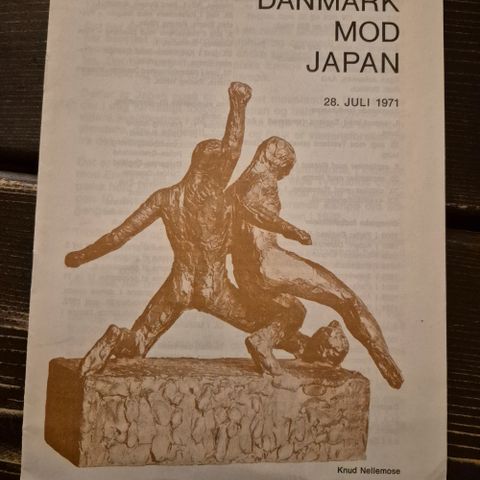 DANMARK
MOD
JAPAN
28. JULI 1971
Knud Nellemose